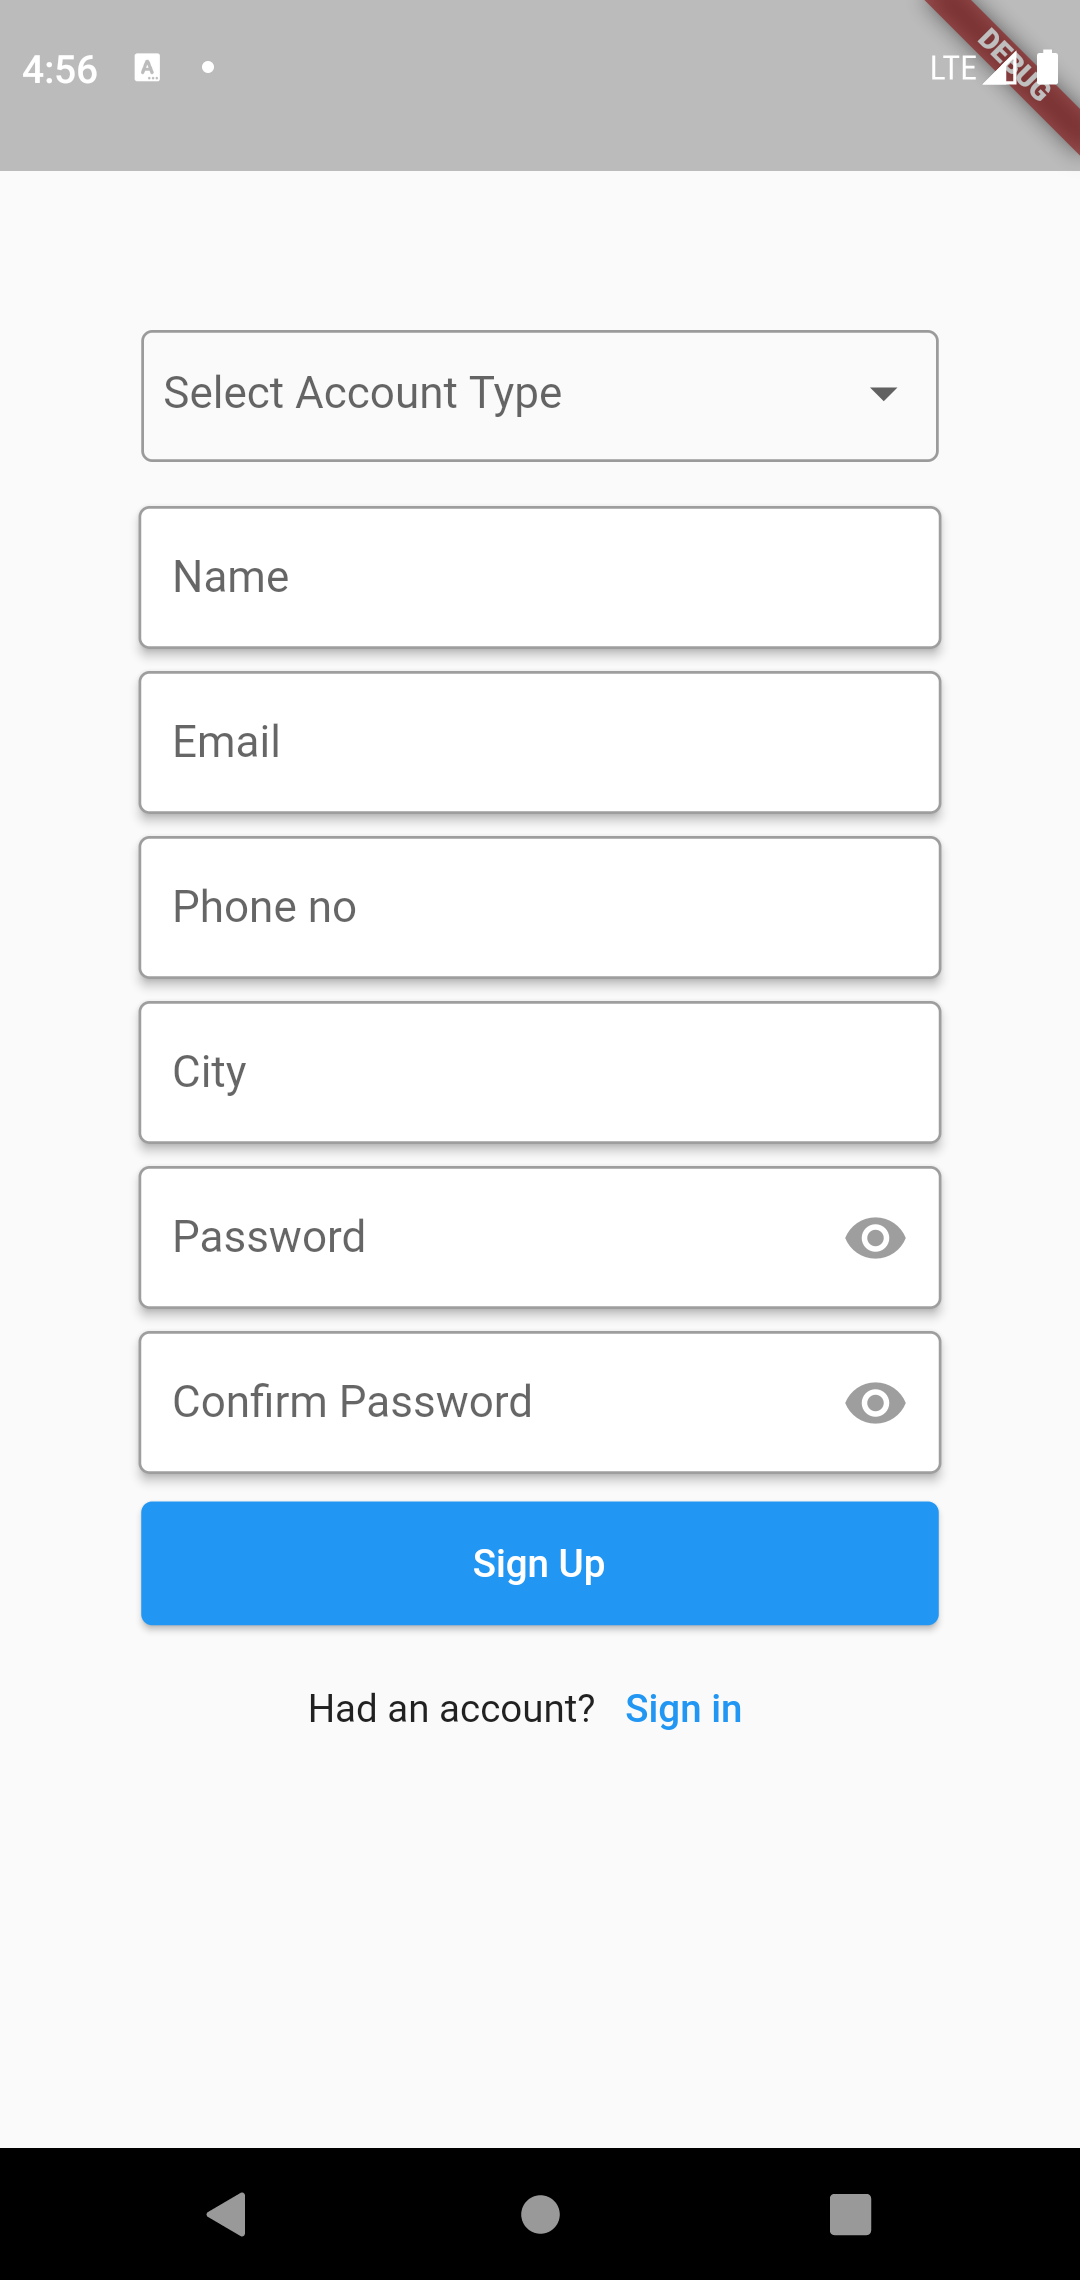 4:56
A
LTE
DEBUG
Select Account Type
Name
Email
Phone no
City
Password
Confirm Password
Sign Up
Had an account? Sign in